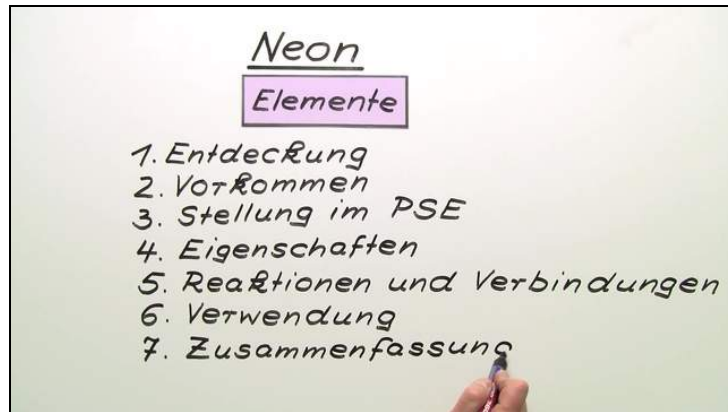 Neon
Elemente
1. Entdeckung
2. Vorkommen
3. Stellung im PSE
4. Eigenschaften
5. Reaktionen und Verbindungen
6. Verwendung
7. Zusammenfassung